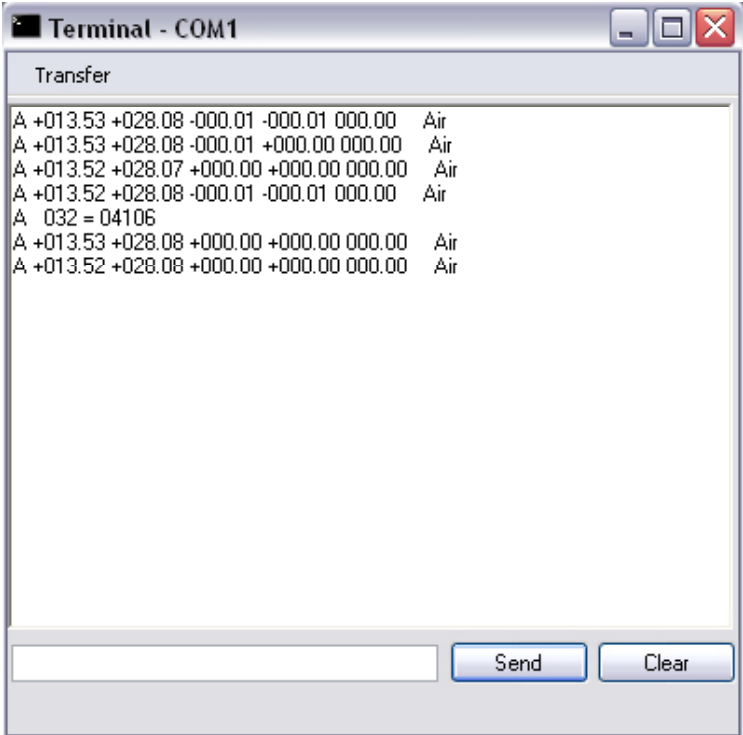 Terminal - COM1
Transfer
A +013.53 +028.08 -000.01 -000.01 000.00 Air
A +013.53 +028.08 -000.01 +000.00 000.00 Air
A +013.52 +028.07 +000.00 +000.00 000.00 Air
A +013.52 +028.08 -000.01 -000.01 000.00 Air
A 032 = 04106
A +013.53 +028.08 +000.00 +000.00 000.00 Air
A +013.52 +028.08 +000.00 +000.00 000.00 Air
Send Clear